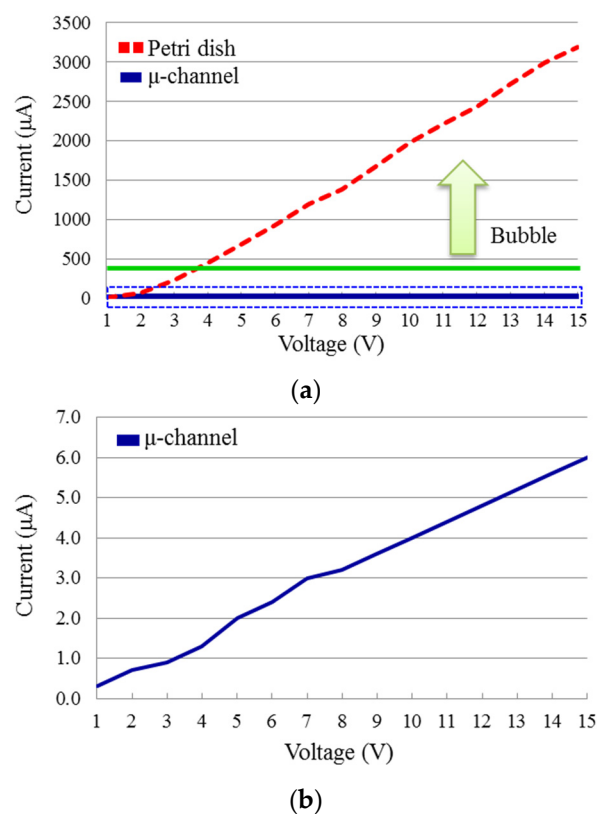 3500
3000
2500
2000
1500
1000
500
0
Current (μA)
Petri dish
μ-channel
Bubble
1 2 3 4 5 6 7 8 9 10 11 12 13 14 15
Voltage (V)
(a)
7.0
6.0
5.0
4.0
3.0
2.0
1.0
0.0
Current (μA)
μ-channel
1 2 3 4 5 6 7 8 9 10 11 12 13 14 15
Voltage (V)
(b)